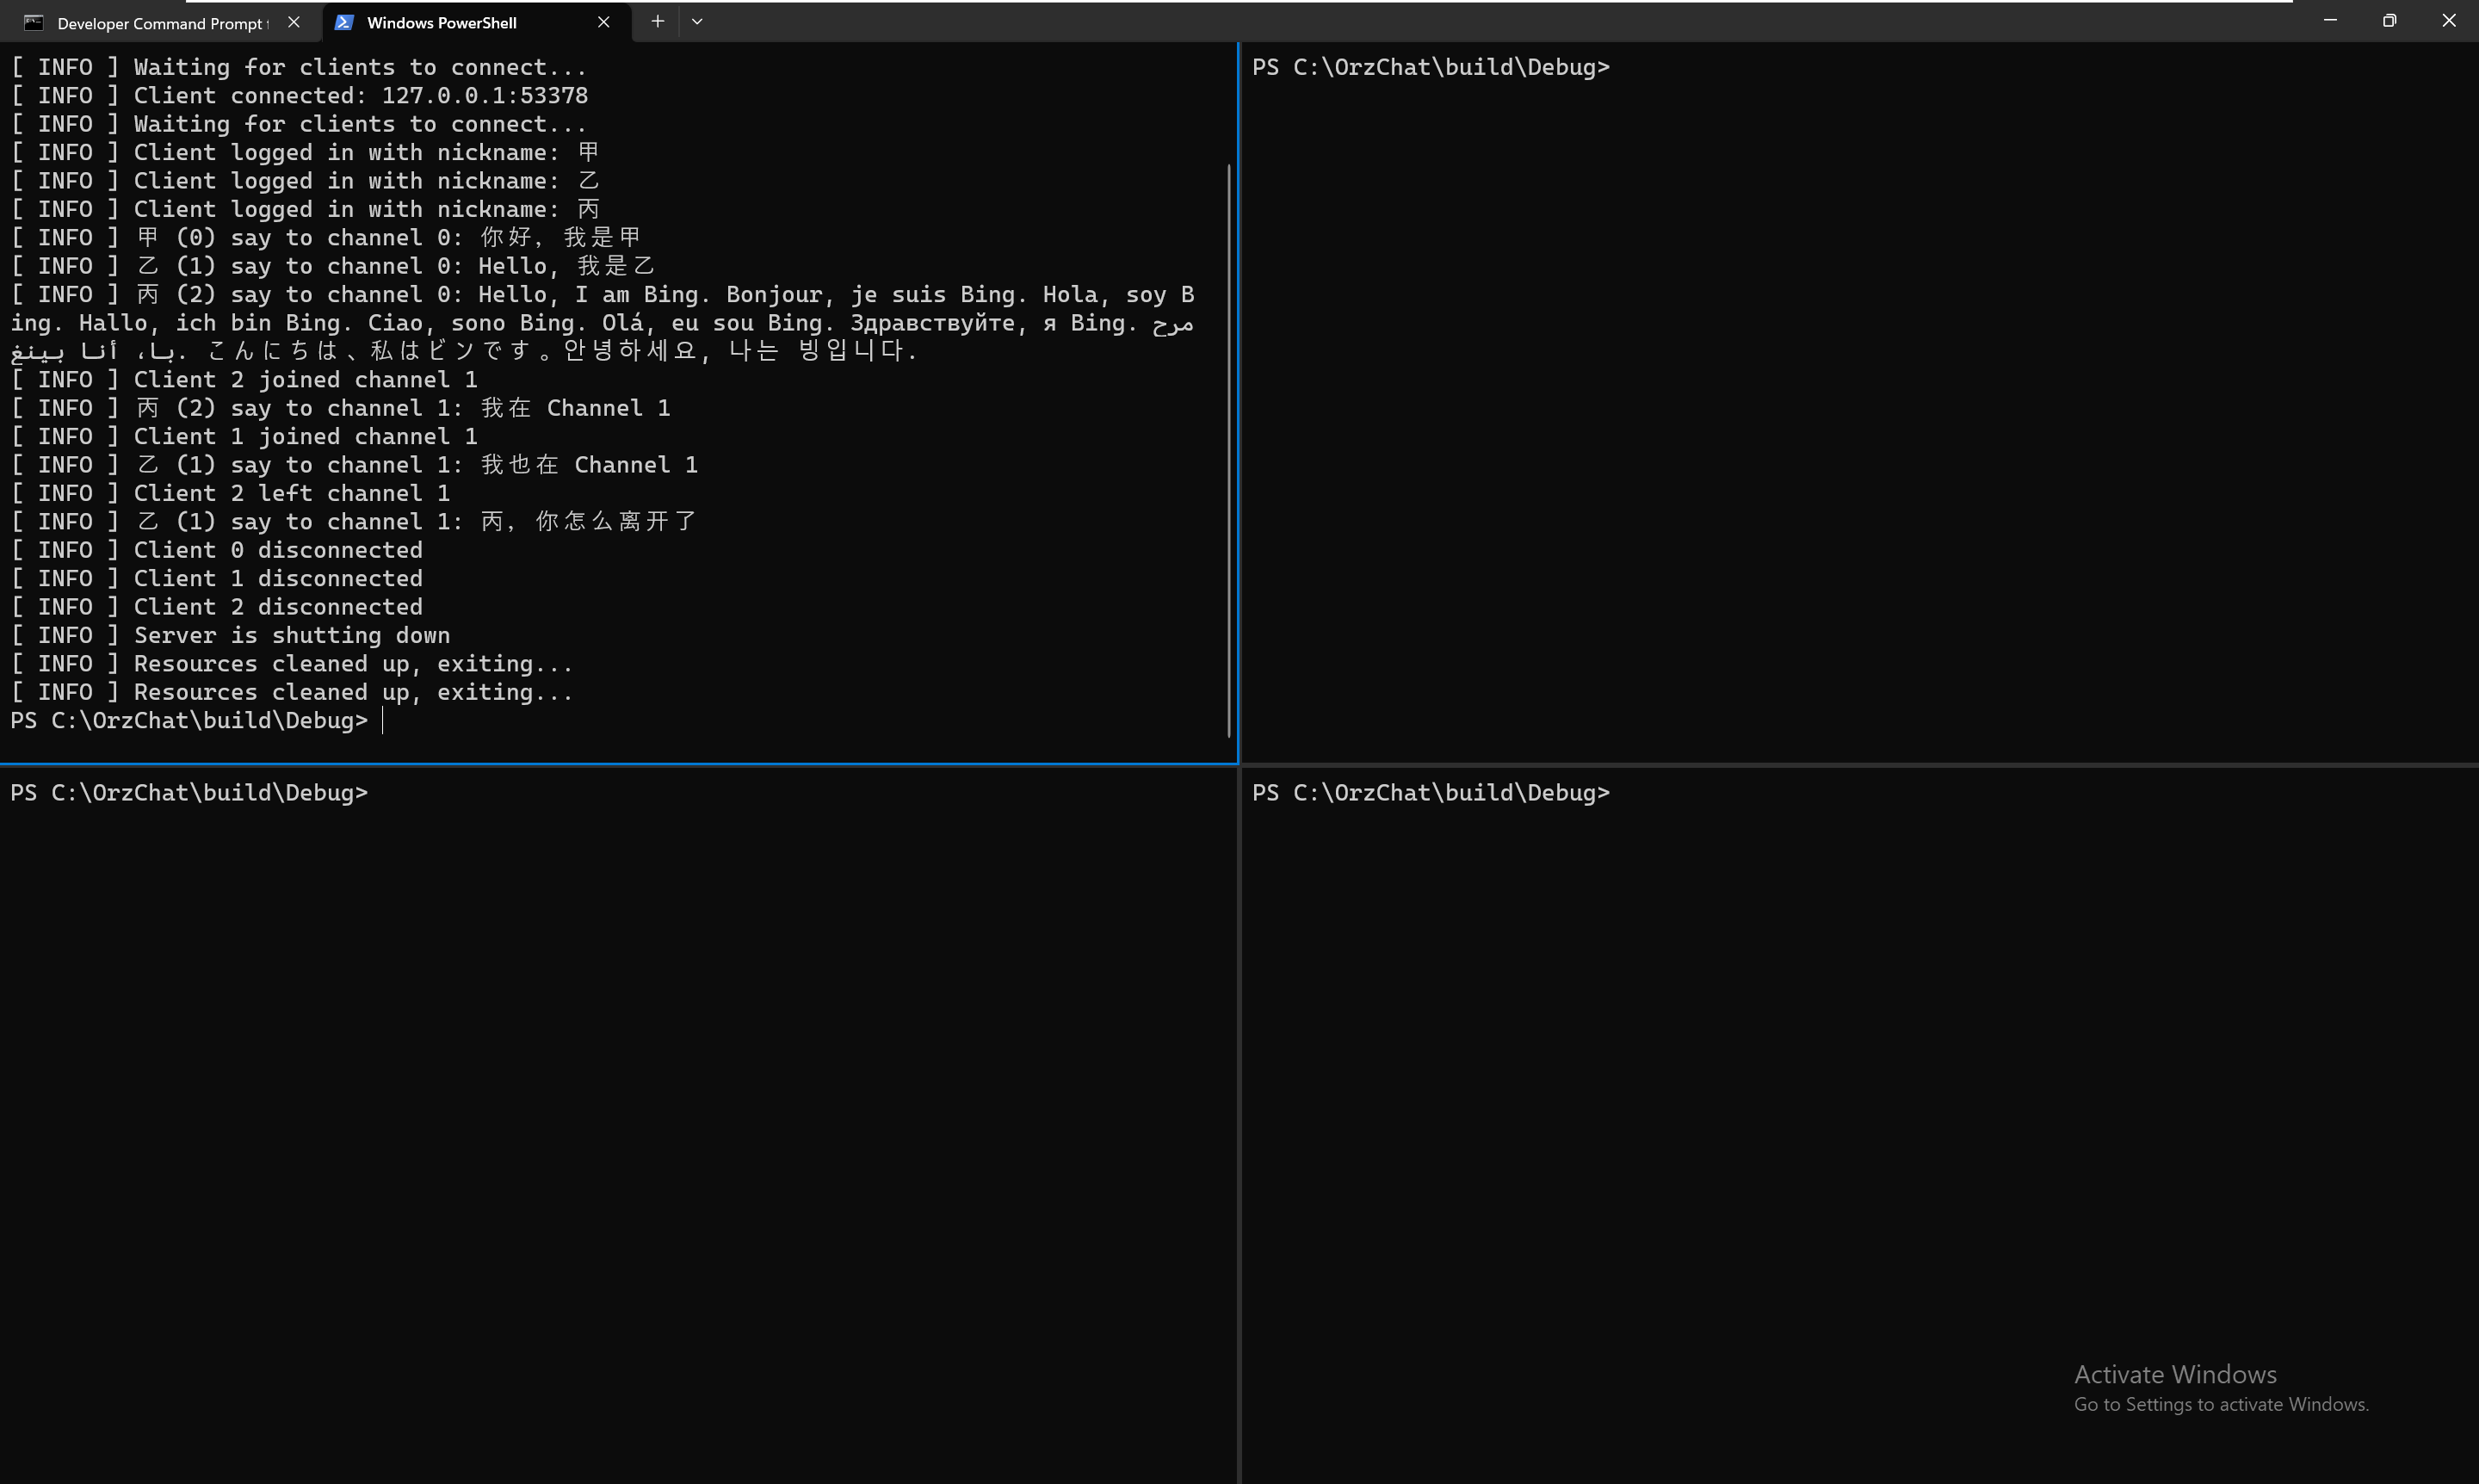 Developer Command Prompt
Windows PowerShell
[ INFO ] Waiting for clients to connect...
[ INFO ] Client connected: 127.0.0.1:53378
[ INFO ] Waiting for clients to connect...
[ INFO ] Client logged in with nickname: 甲
[ INFO ] Client logged in with nickname: 乙
[ INFO ] Client logged in with nickname: 丙
[ INFO ] 甲 (0) say to channel 0: 你好，我是甲
[ INFO ] 乙 (1) say to channel 0: Hello, 我是乙
[ INFO ] 丙 (2) say to channel 0: Hello, I am Bing. Bonjour, je suis Bing. Hola, soy B
ing. Hallo, ich bin Bing. Ciao, sono Bing. Olá, eu sou Bing. Здравствуйте, я Bing. مرح
با، أنا بينغ. こんにちは、私はビンです。안녕하세요, 나는 빙입니다.
[ INFO ] Client 2 joined channel 1
[ INFO ] 丙 (2) say to channel 1: 我在 Channel 1
[ INFO ] Client 1 joined channel 1
[ INFO ] 乙 (1) say to channel 1: 我也在 Channel 1
[ INFO ] Client 2 left channel 1
[ INFO ] 乙 (1) say to channel 1: 丙，你怎么离开了
[ INFO ] Client 0 disconnected
[ INFO ] Client 1 disconnected
[ INFO ] Client 2 disconnected
[ INFO ] Server is shutting down
[ INFO ] Resources cleaned up, exiting...
[ INFO ] Resources cleaned up, exiting...
PS C:\OrzChat\build\Debug>
PS C:\OrzChat\build\Debug>
PS C:\OrzChat\build\Debug>
PS C:\OrzChat\build\Debug>
Activate Windows
Go to Settings to activate Windows.